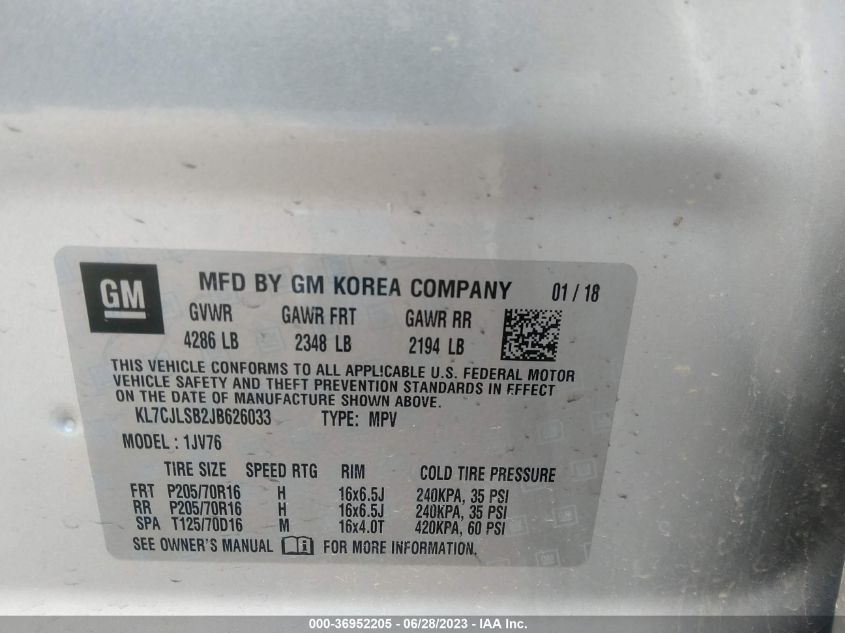 GM MFD BY GM KOREA COMPANY 01 / 18
GVWR GAWR FRT GAWR RR
4286 LB 2348 LB 2194 LB
THIS VEHICLE CONFORMS TO ALL APPLICABLE U.S. FEDERAL MOTOR
VEHICLE SAFETY AND THEFT PREVENTION STANDARDS IN EFFECT
ON THE DATE OF MANUFACTURE SHOWN ABOVE.
KL7CJLSB2JB626033 TYPE: MPV
MODEL : 1JV76
TIRE SIZE SPEED RTG RIM COLD TIRE PRESSURE
FRT P205/70R16 H 16x6.5J 240KPA, 35 PSI
RR P205/70R16 H 16x6.5J 240KPA, 35 PSI
SPA T125/70D16 M 16x4.0T 420KPA, 60 PSI
SEE OWNER'S MANUAL FOR MORE INFORMATION.
000-36952205 - 06/28/2023 - IAA Inc.